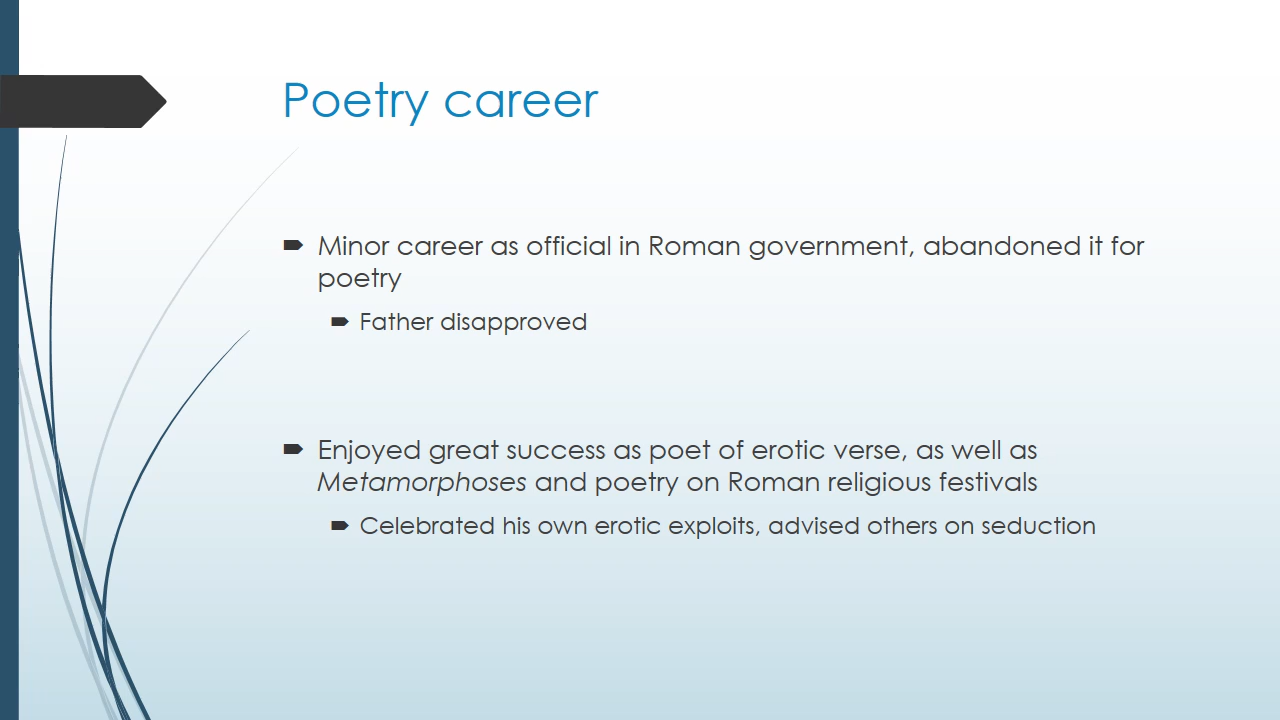 Poetry career
Minor career as official in Roman government, abandoned it for
poetry
Father disapproved
Enjoyed great success as poet of erotic verse, as well as
Metamorphoses and poetry on Roman religious festivals
Celebrated his own erotic exploits, advised others on seduction